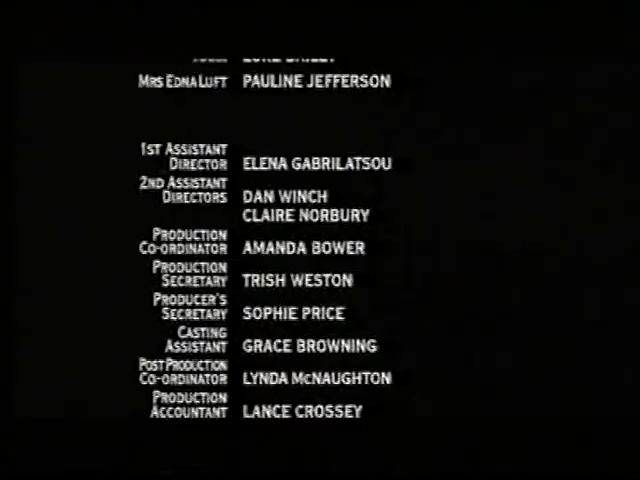 MRS EDNA LUFT PAULINE JEFFERSON
1ST ASSISTANT
DIRECTOR ELENA GABRILATSOU
2ND ASSISTANT
DIRECTORS DAN WINCH
CLAIRE NORBURY
PRODUCTION
CO-ORDINATOR AMANDA BOWER
PRODUCTION
SECRETARY TRISH WESTON
PRODUCER'S
SECRETARY SOPHIE PRICE
CASTING
ASSISTANT GRACE BROWNING
POST PRODUCTION
CO-ORDINATOR LYNDA McNAUGHTON
PRODUCTION
ACCOUNTANT LANCE CROSSEY